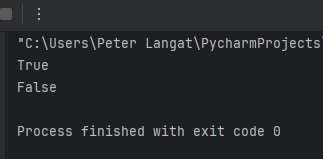 "C:\Users\Peter Langat\PycharmProjects\
True
False
Process finished with exit code 0